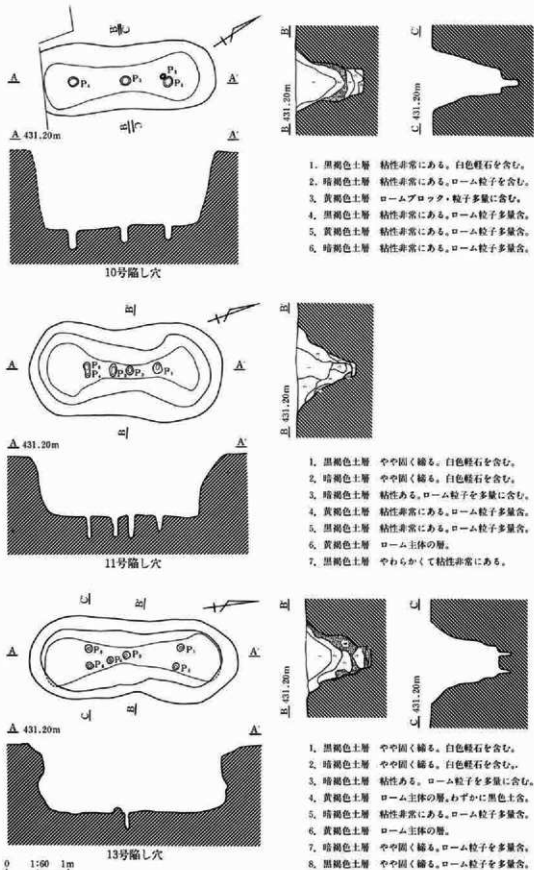 B C
A A'
P₄ P₃ P₂ P₁
B C
A 431.20m A'
10号陥し穴
B B'
431.20m
C C'
431.20m
1. 黒褐色土層 粘性非常にある。白色軽石を含む。
2. 暗褐色土層 粘性非常にある。ローム粒子を含む。
3. 黄褐色土層 ロームブロック・粒子多量に含む。
4. 黒褐色土層 粘性非常にある。ローム粒子多量含。
5. 黄褐色土層 粘性非常にある。ローム粒子多量含。
6. 暗褐色土層 粘性非常にある。ローム粒子多量含。
B'
A A'
P₂ P₁
B
A 431.20m A'
11号陥し穴
B B'
431.20m
1. 黒褐色土層 やや固く締る。白色軽石を含む。
2. 暗褐色土層 やや固く締る。白色軽石を含む。
3. 暗褐色土層 粘性ある。ローム粒子を多量に含む。
4. 黄褐色土層 粘性非常にある。ローム粒子多量含。
5. 黒褐色土層 粘性非常にある。ローム粒子多量含。
6. 黄褐色土層 ローム主体の層。
7. 黒褐色土層 やわらかくて粘性非常にある。
C B'
A A'
P₁ P₂
C B
A 431.20m A'
13号陥し穴
B B'
431.20m
C C'
431.20m
1. 黒褐色土層 やや固く締る。白色軽石を含む。
2. 暗褐色土層 やや固く締る。白色軽石を含む。
3. 暗褐色土層 粘性ある。ローム粒子を多量に含む。
4. 黄褐色土層 ローム主体の層。わずかに黒色土含。
5. 暗褐色土層 粘性非常にある。ローム粒子多量含。
6. 黄褐色土層 ローム主体の層。
7. 暗褐色土層 やや固く締る。ローム粒子を多量含。
8. 黒褐色土層 やや固く締る。ローム粒子を多量含。
0 1:60 1m